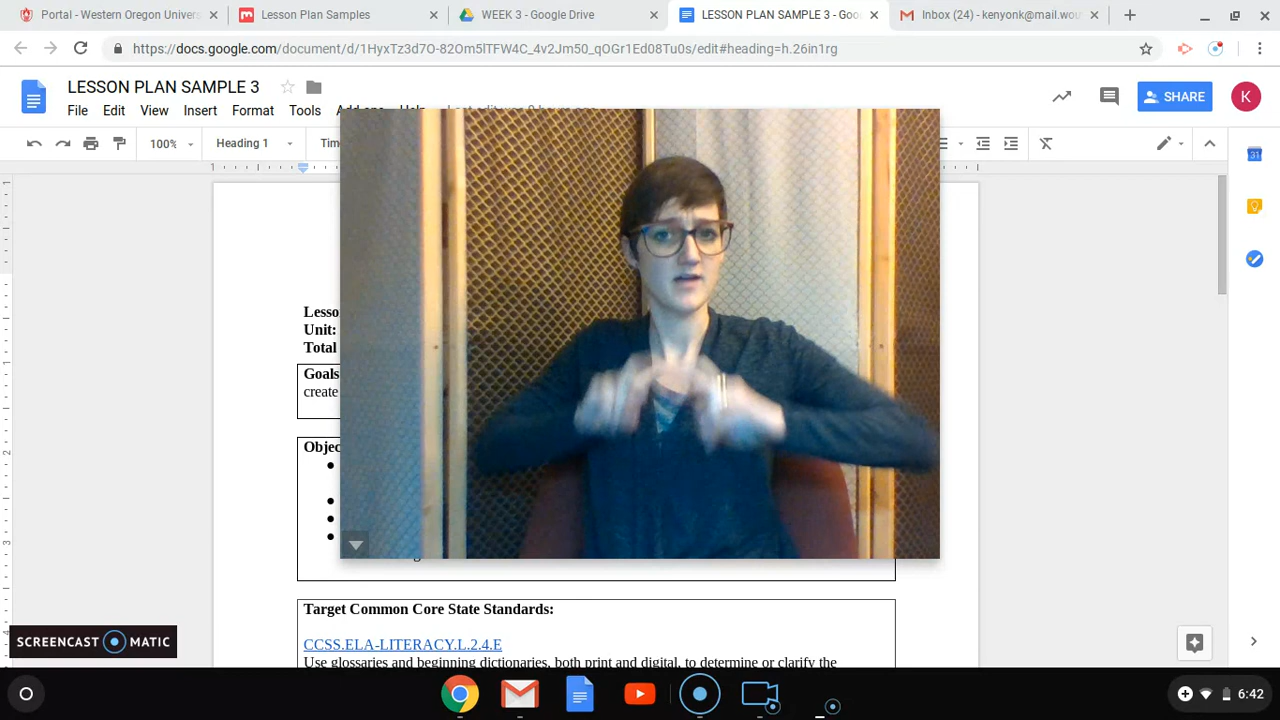 Portal - Western Oregon Univers
Lesson Plan Samples
WEEK 3 - Google Drive
LESSON PLAN SAMPLE 3 - Goo
Inbox (24) - kenyonk@mail.wou
https://docs.google.com/document/d/1HyxTz3d7O-82Om5lTFW4C_4v2Jm50_qOGr1Ed08Tu0s/edit#heading=h.26in1rg
LESSON PLAN SAMPLE 3
File Edit View Insert Format Tools
SHARE
K
100% Heading 1
31
Lesso
Unit:
Total
Goals
create
Objec
Target Common Core State Standards:
CCSS.ELA-LITERACY.L.2.4.E
Use glossaries and beginning dictionaries, both print and digital, to determine or clarify the
SCREENCAST MATIC
6:42